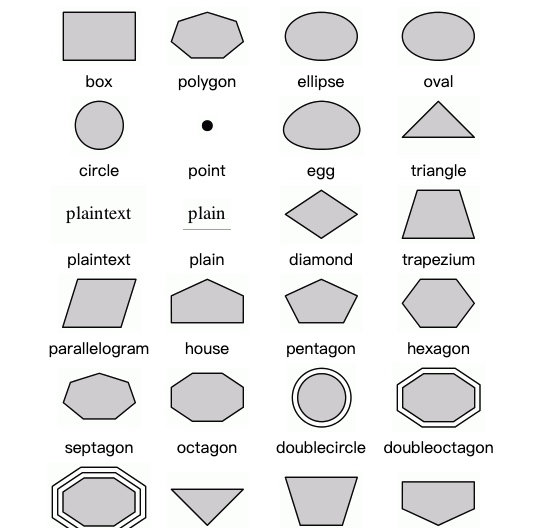 box polygon ellipse oval
circle point egg triangle
plaintext plain
plaintext plain diamond trapezium
parallelogram house pentagon hexagon
septagon octagon doublecircle doubleoctagon